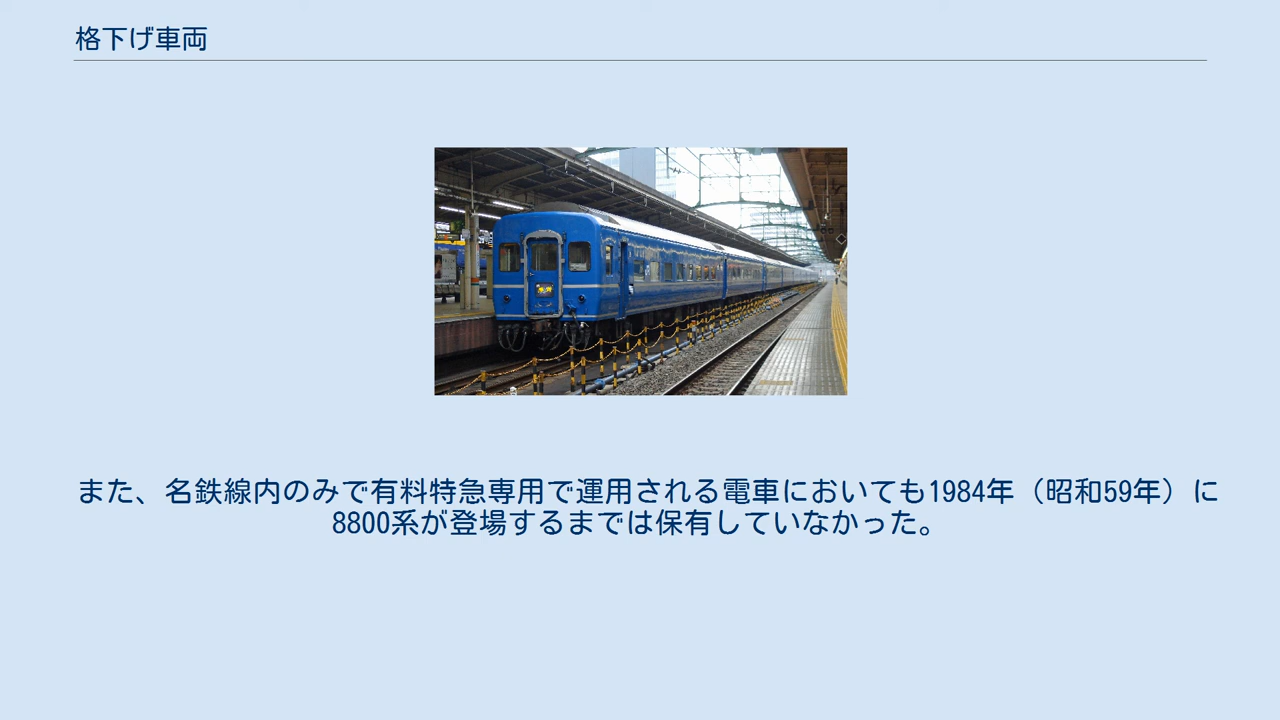 格下げ車両
また、名鉄線内のみで有料特急専用で運用される電車においても1984年（昭和59年）に
8800系が登場するまでは保有していなかった。